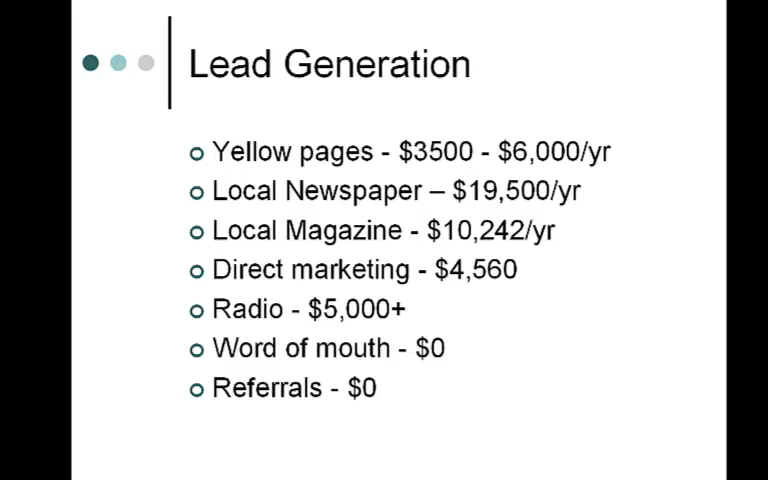 Lead Generation
Yellow pages - $3500 - $6,000/yr
Local Newspaper – $19,500/yr
Local Magazine - $10,242/yr
Direct marketing - $4,560
Radio - $5,000+
Word of mouth - $0
Referrals - $0